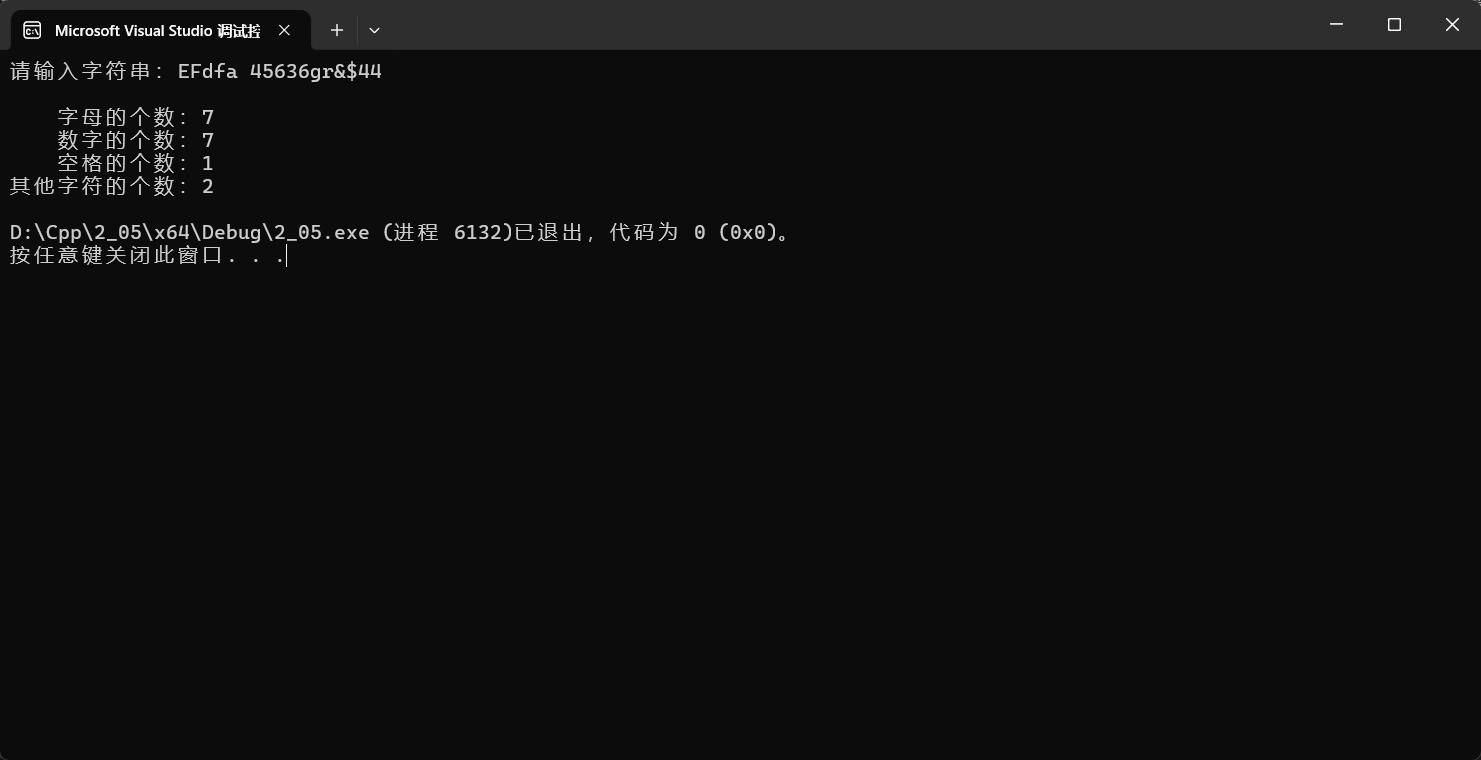 Microsoft Visual Studio 调试控
请输入字符串：EFdfa 45636gr&$44
字母的个数：7
数字的个数：7
空格的个数：1
其他字符的个数：2
D:\Cpp\2_05\x64\Debug\2_05.exe (进程 6132)已退出，代码为 0 (0x0)。
按任意键关闭此窗口. . .